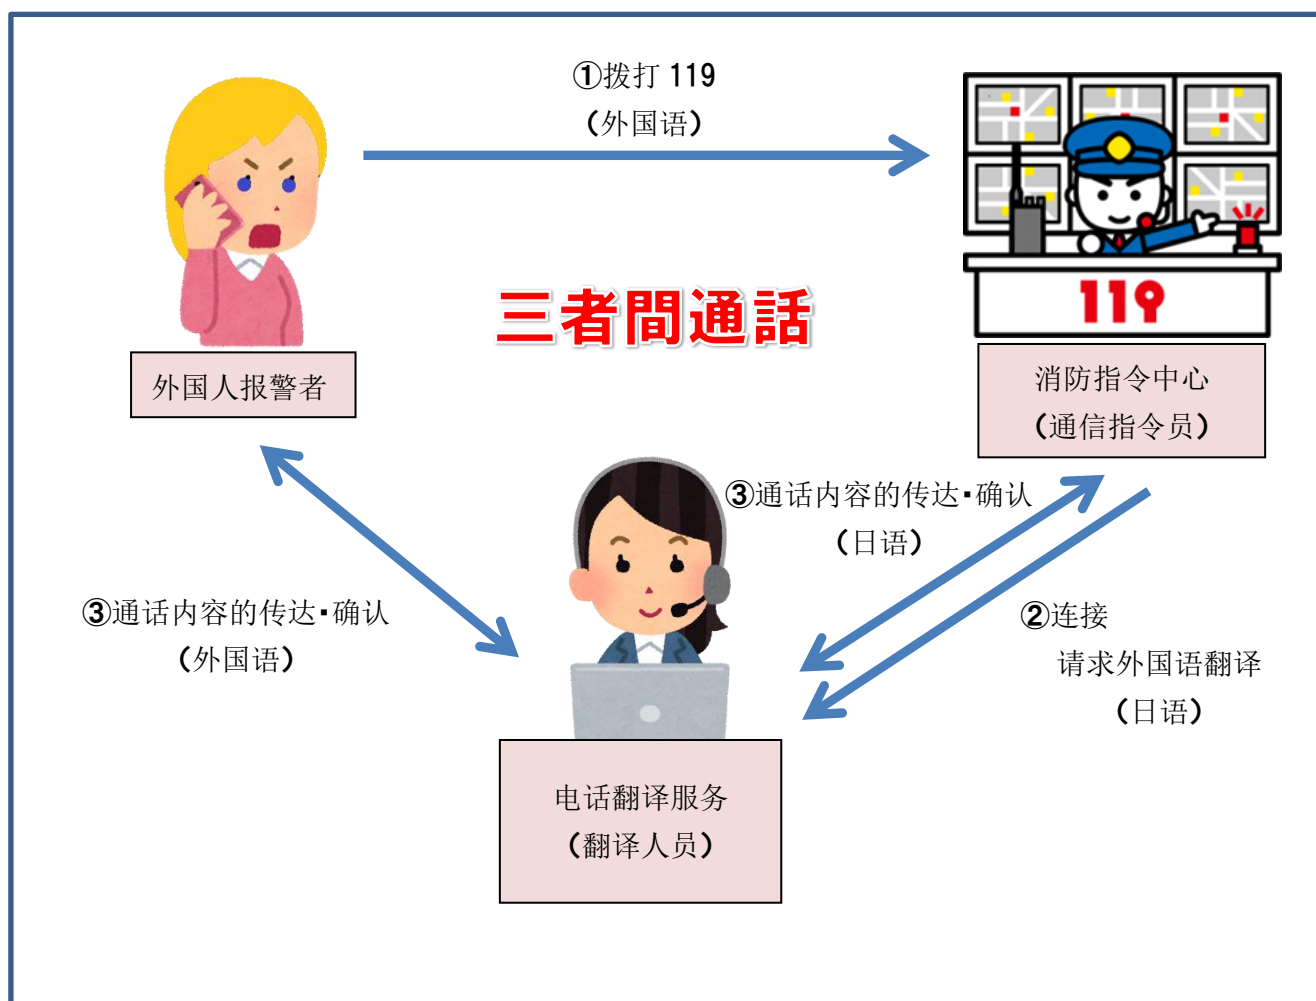 ①拨打 119
（外国语）
119
三者間通話
外国人报警者
消防指令中心
（通信指令员）
③通话内容的传达▪确认
（日语）
②连接
请求外国语翻译
（日语）
③通话内容的传达▪确认
（外国语）
电话翻译服务
（翻译人员）